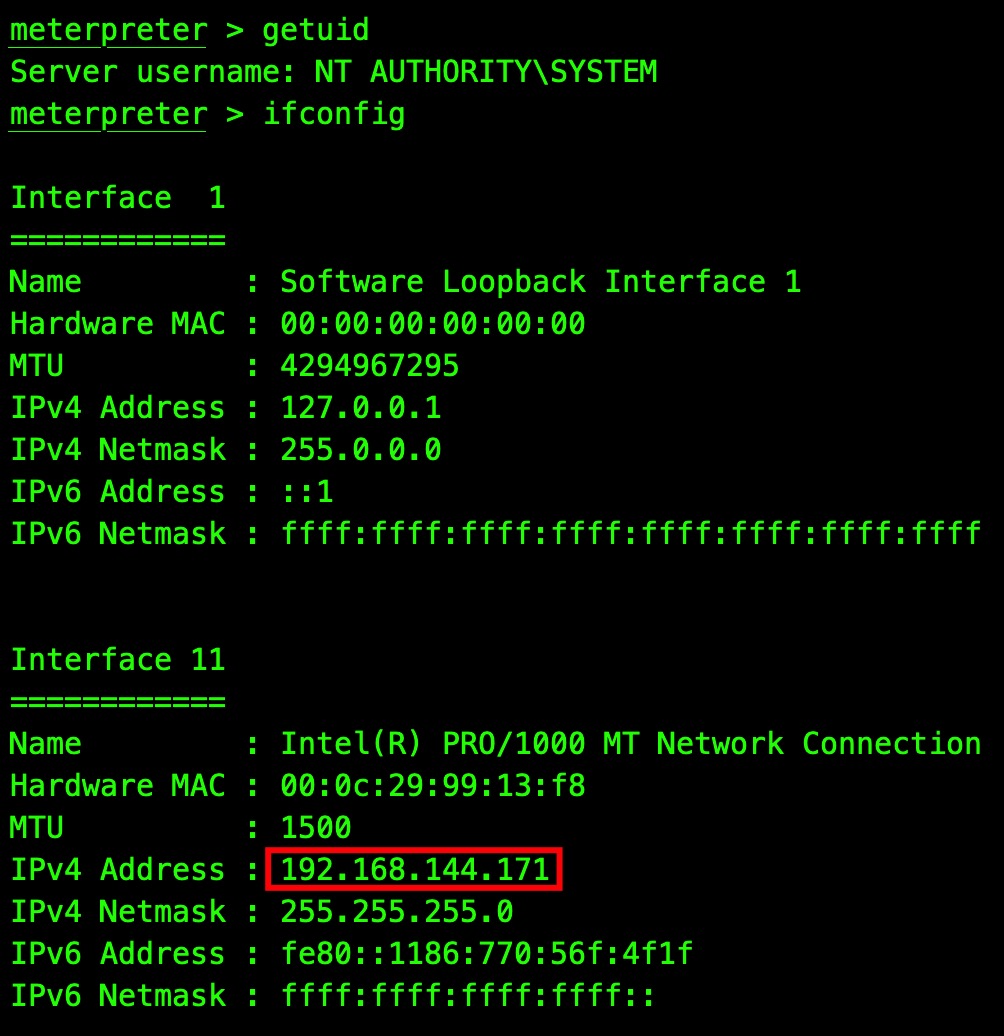 meterpreter > getuid
Server username: NT AUTHORITY\SYSTEM
meterpreter > ifconfig
Interface  1
============
Name         : Software Loopback Interface 1
Hardware MAC : 00:00:00:00:00:00
MTU          : 4294967295
IPv4 Address : 127.0.0.1
IPv4 Netmask : 255.0.0.0
IPv6 Address : ::1
IPv6 Netmask : ffff:ffff:ffff:ffff:ffff:ffff:ffff:ffff
Interface 11
============
Name         : Intel(R) PRO/1000 MT Network Connection
Hardware MAC : 00:0c:29:99:13:f8
MTU          : 1500
IPv4 Address : 192.168.144.171
IPv4 Netmask : 255.255.255.0
IPv6 Address : fe80::1186:770:56f:4f1f
IPv6 Netmask : ffff:ffff:ffff:ffff::